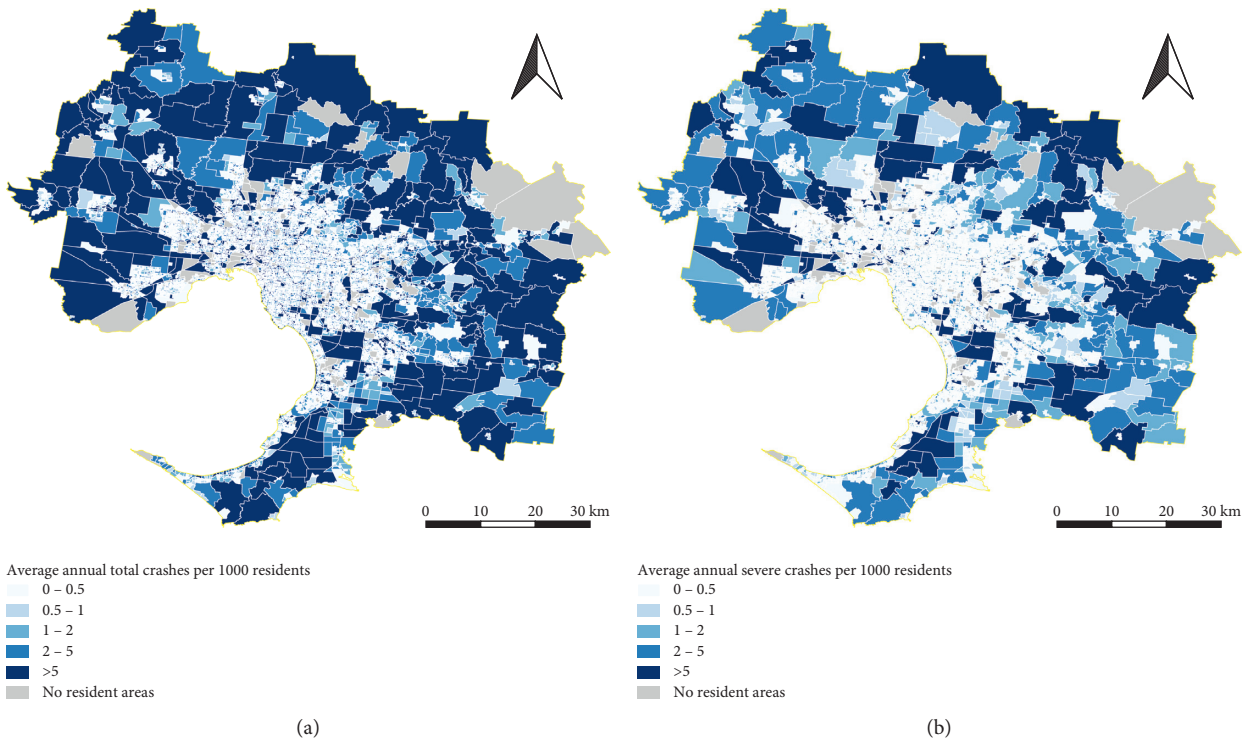 0 10 20 30 km
Average annual total crashes per 1000 residents
0 – 0.5
0.5 – 1
1 – 2
2 – 5
>5
No resident areas
(a)
0 10 20 30 km
Average annual severe crashes per 1000 residents
0 – 0.5
0.5 – 1
1 – 2
2 – 5
>5
No resident areas
(b)